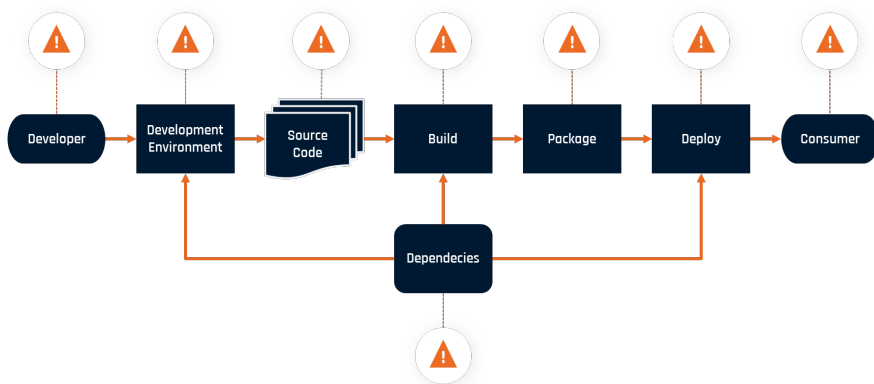 Developer
Development
Environment
Source
Code
Build
Package
Deploy
Consumer
Dependecies